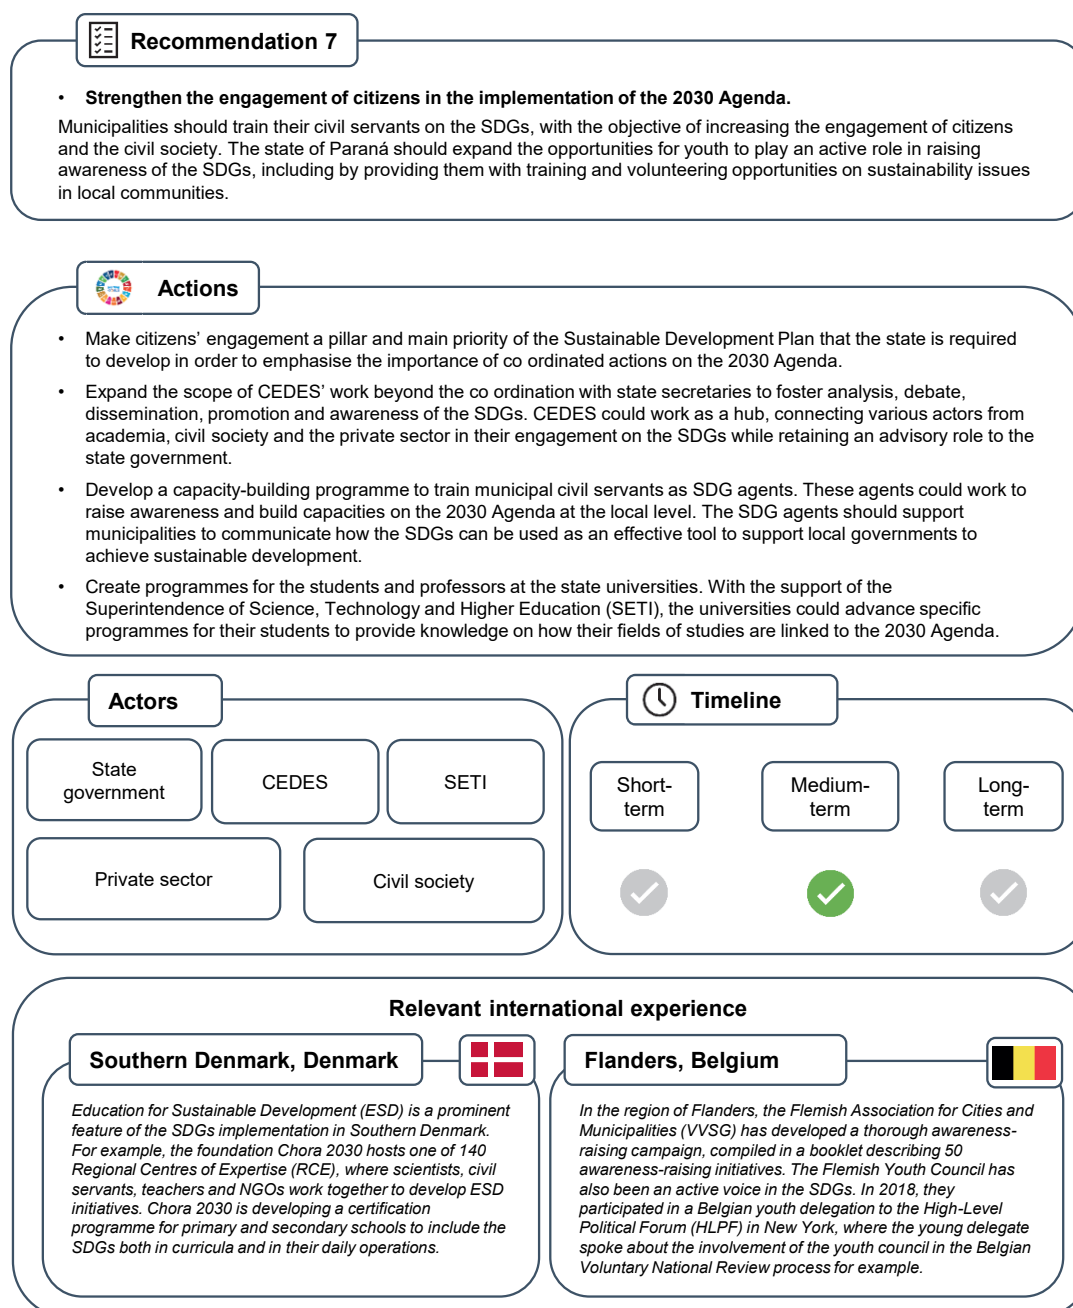 Recommendation 7
• Strengthen the engagement of citizens in the implementation of the 2030 Agenda.
Municipalities should train their civil servants on the SDGs, with the objective of increasing the engagement of citizens
and the civil society. The state of Paraná should expand the opportunities for youth to play an active role in raising
awareness of the SDGs, including by providing them with training and volunteering opportunities on sustainability issues
in local communities.
Actions
• Make citizens’ engagement a pillar and main priority of the Sustainable Development Plan that the state is required
to develop in order to emphasise the importance of co ordinated actions on the 2030 Agenda.
• Expand the scope of CEDES’ work beyond the co ordination with state secretaries to foster analysis, debate,
dissemination, promotion and awareness of the SDGs. CEDES could work as a hub, connecting various actors from
academia, civil society and the private sector in their engagement on the SDGs while retaining an advisory role to the
state government.
• Develop a capacity-building programme to train municipal civil servants as SDG agents. These agents could work to
raise awareness and build capacities on the 2030 Agenda at the local level. The SDG agents should support
municipalities to communicate how the SDGs can be used as an effective tool to support local governments to
achieve sustainable development.
• Create programmes for the students and professors at the state universities. With the support of the
Superintendence of Science, Technology and Higher Education (SETI), the universities could advance specific
programmes for their students to provide knowledge on how their fields of studies are linked to the 2030 Agenda.
Actors
State
government
CEDES
SETI
Private sector
Civil society
Timeline
Short-
term
Medium-
term
Long-
term
Relevant international experience
Southern Denmark, Denmark
Education for Sustainable Development (ESD) is a prominent
feature of the SDGs implementation in Southern Denmark.
For example, the foundation Chora 2030 hosts one of 140
Regional Centres of Expertise (RCE), where scientists, civil
servants, teachers and NGOs work together to develop ESD
initiatives. Chora 2030 is developing a certification
programme for primary and secondary schools to include the
SDGs both in curricula and in their daily operations.
Flanders, Belgium
In the region of Flanders, the Flemish Association for Cities and
Municipalities (VVSG) has developed a thorough awareness-
raising campaign, compiled in a booklet describing 50
awareness-raising initiatives. The Flemish Youth Council has
also been an active voice in the SDGs. In 2018, they
participated in a Belgian youth delegation to the High-Level
Political Forum (HLPF) in New York, where the young delegate
spoke about the involvement of the youth council in the Belgian
Voluntary National Review process for example.